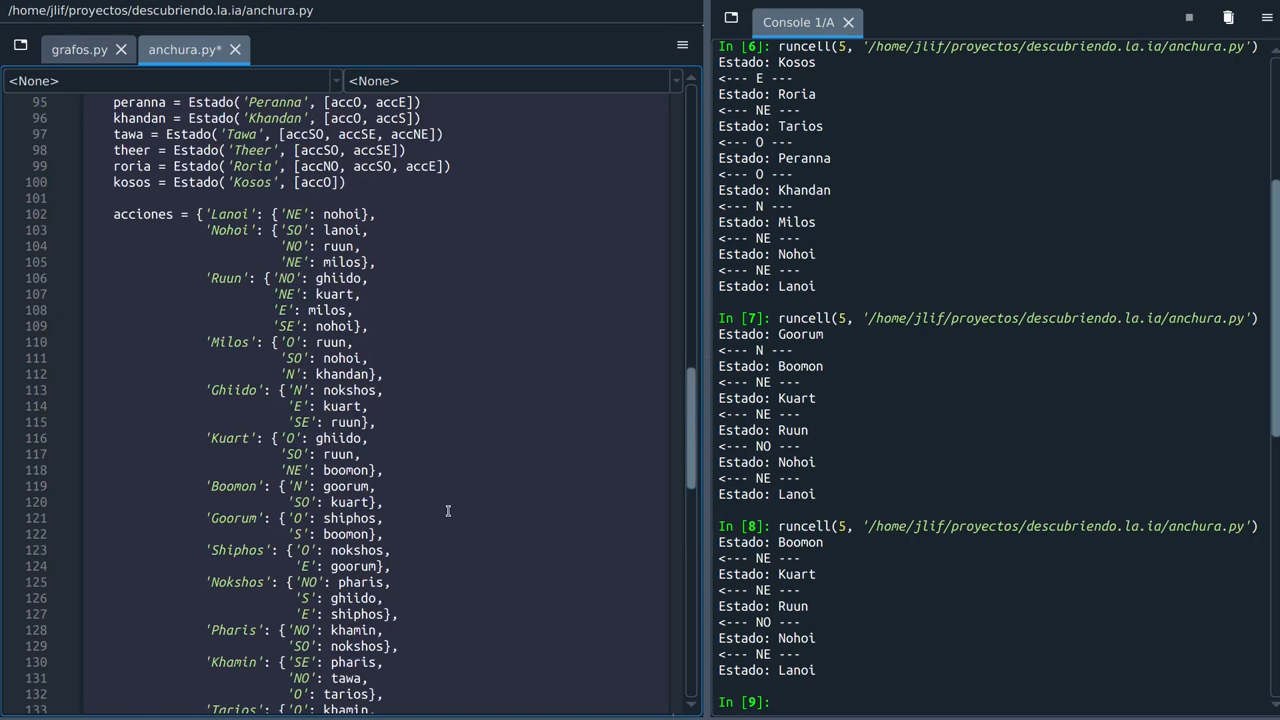 /home/jlif/proyectos/descubriendo.la.ia/anchura.py
grafos.py
anchura.py*
<None>
<None>
95 peranna = Estado('Peranna', [accO, accE])
96 khandan = Estado('Khandan', [accO, accS])
97 tawa = Estado('Tawa', [accSO, accSE, accNE])
98 theer = Estado('Theer', [accSO, accSE])
99 roria = Estado('Roria', [accNO, accSO, accE])
100 kosos = Estado('Kosos', [accO])
101
102 acciones = {'Lanoi': {'NE': nohoi},
103 'Nohoi': {'SO': lanoi,
104 'NO': ruun,
105 'NE': milos},
106 'Ruun': {'NO': ghiido,
107 'NE': kuart,
108 'E': milos,
109 'SE': nohoi},
110 'Milos': {'O': ruun,
111 'SO': nohoi,
112 'N': khandan},
113 'Ghiido': {'N': nokshos,
114 'E': kuart,
115 'SE': ruun},
116 'Kuart': {'O': ghiido,
117 'SO': ruun,
118 'NE': boomon},
119 'Boomon': {'N': goorum,
120 'SO': kuart},
121 'Goorum': {'O': shiphos,
122 'S': boomon},
123 'Shiphos': {'O': nokshos,
124 'E': goorum},
125 'Nokshos': {'NO': pharis,
126 'S': ghiido,
127 'E': shiphos},
128 'Pharis': {'NO': khamin,
129 'SO': nokshos},
130 'Khamin': {'SE': pharis,
131 'NO': tawa,
132 'O': tarios},
133 'Tarios': {'O': khamin,
Console 1/A
In [6]: runcell(5, '/home/jlif/proyectos/descubriendo.la.ia/anchura.py')
Estado: Kosos
<--- E ---
Estado: Roria
<--- NE ---
Estado: Tarios
<--- O ---
Estado: Peranna
<--- O ---
Estado: Khandan
<--- N ---
Estado: Milos
<--- NE ---
Estado: Nohoi
<--- NE ---
Estado: Lanoi
In [7]: runcell(5, '/home/jlif/proyectos/descubriendo.la.ia/anchura.py')
Estado: Goorum
<--- N ---
Estado: Boomon
<--- NE ---
Estado: Kuart
<--- NE ---
Estado: Ruun
<--- NO ---
Estado: Nohoi
<--- NE ---
Estado: Lanoi
In [8]: runcell(5, '/home/jlif/proyectos/descubriendo.la.ia/anchura.py')
Estado: Boomon
<--- NE ---
Estado: Kuart
<--- NE ---
Estado: Ruun
<--- NO ---
Estado: Nohoi
<--- NE ---
Estado: Lanoi
In [9]: